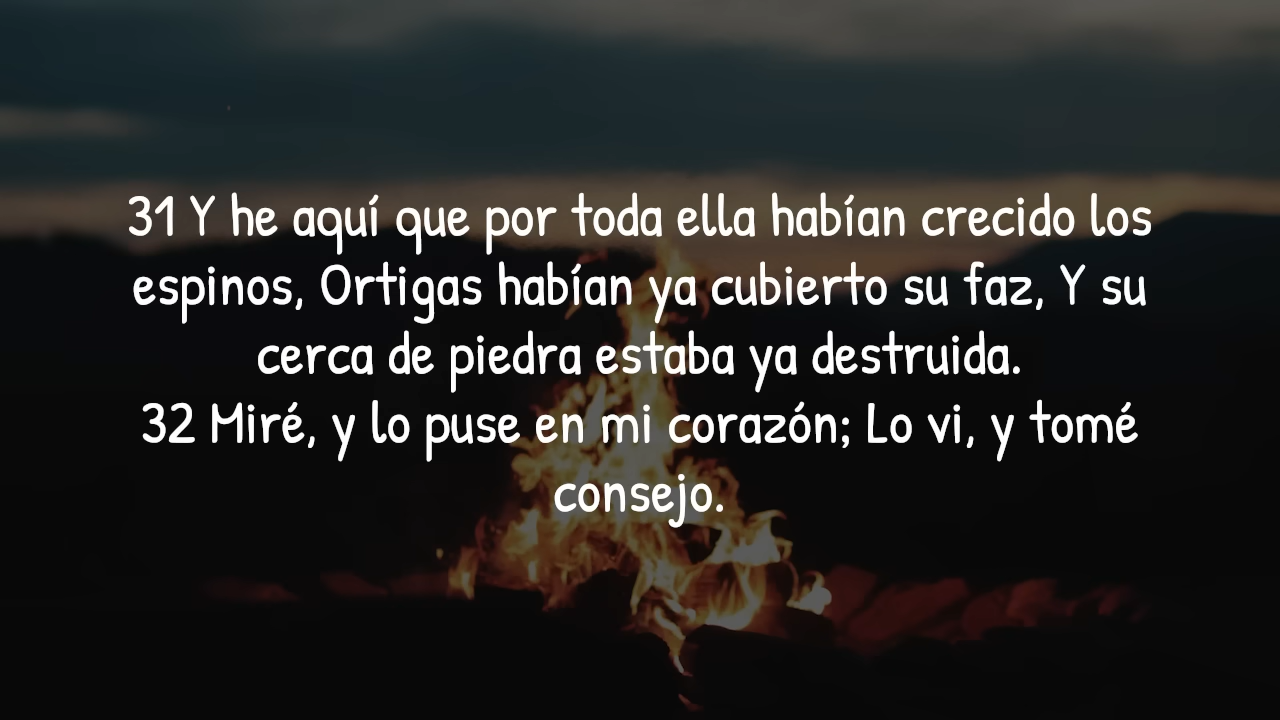 31 Y he aquí que por toda ella habían crecido los
espinos, Ortigas habían ya cubierto su faz, Y su
cerca de piedra estaba ya destruida.
32 Miré, y lo puse en mi corazón; Lo vi, y tomé
consejo.